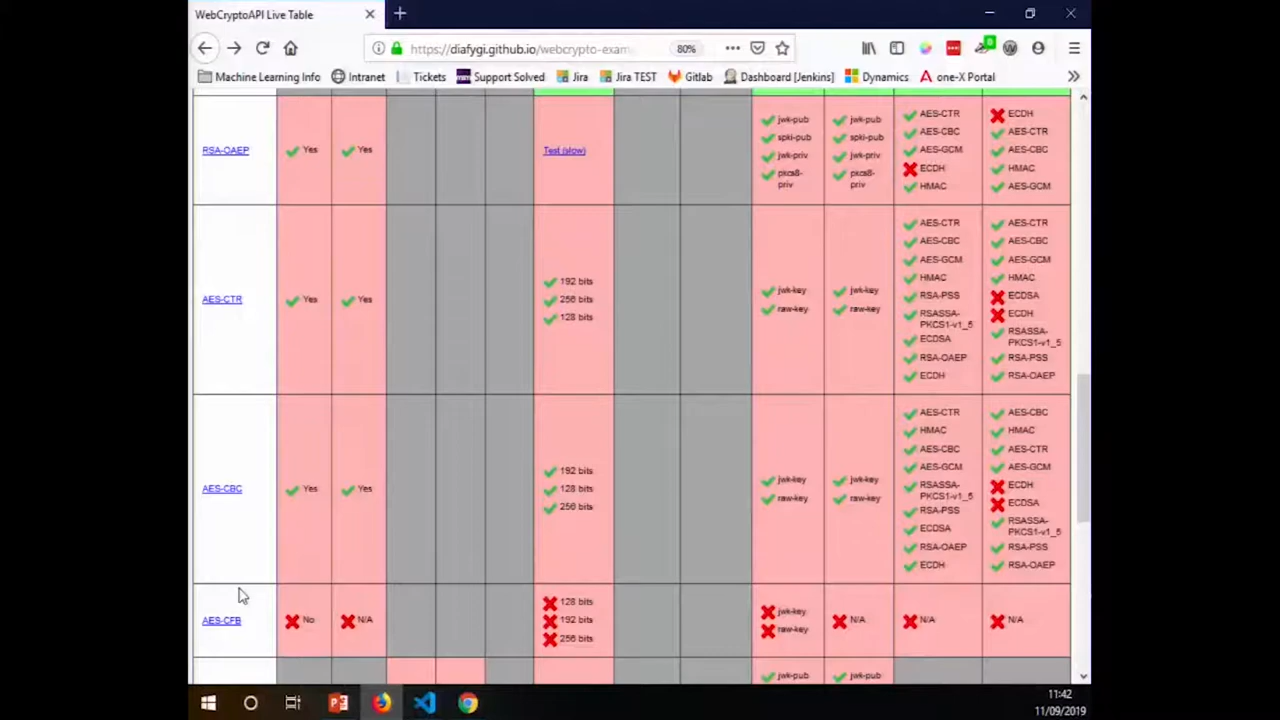 WebCryptoAPI Live Table
https://diafygi.github.io/webcrypto-exam
80%
0
Machine Learning Info
Intranet
Tickets
Support Solved
Jira
Jira TEST
Gitlab
Dashboard [Jenkins]
Dynamics
one-X Portal
RSA-OAEP
Yes
Yes
Test (slow)
jwk-pub
spki-pub
jwk-priv
pkcs8-
priv
jwk-pub
spki-pub
jwk-priv
pkcs8-
priv
AES-CTR
AES-CBC
AES-GCM
ECDH
HMAC
ECDH
AES-CTR
AES-CBC
HMAC
AES-GCM
AES-CTR
Yes
Yes
192 bits
256 bits
128 bits
jwk-key
raw-key
jwk-key
raw-key
AES-CTR
AES-CBC
AES-GCM
HMAC
RSA-PSS
RSASSA-
PKCS1-v1_5
ECDSA
RSA-OAEP
ECDH
AES-CTR
AES-CBC
AES-GCM
HMAC
ECDSA
ECDH
RSASSA-
PKCS1-v1_5
RSA-PSS
RSA-OAEP
AES-CBC
Yes
Yes
192 bits
128 bits
256 bits
jwk-key
raw-key
jwk-key
raw-key
AES-CTR
HMAC
AES-CBC
AES-GCM
RSASSA-
PKCS1-v1_5
RSA-PSS
ECDSA
RSA-OAEP
ECDH
AES-CBC
HMAC
AES-CTR
AES-GCM
ECDH
ECDSA
RSASSA-
PKCS1-v1_5
RSA-PSS
RSA-OAEP
AES-CFB
No
N/A
128 bits
192 bits
256 bits
jwk-key
raw-key
N/A
N/A
N/A
jwk-pub
jwk-pub
11:42
11/09/2019